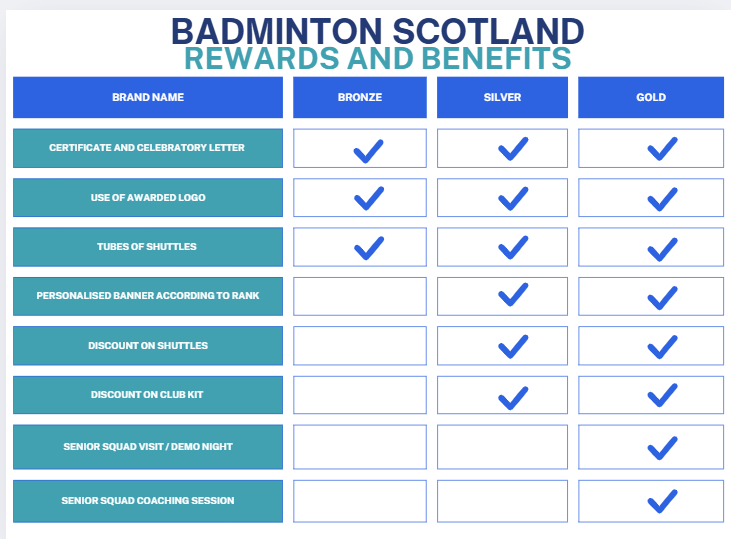 BADMINTON SCOTLAND
REWARDS AND BENEFITS
BRAND NAME BRONZE SILVER GOLD
CERTIFICATE AND CELEBRATORY LETTER
USE OF AWARDED LOGO
TUBES OF SHUTTLES
PERSONALISED BANNER ACCORDING TO RANK
DISCOUNT ON SHUTTLES
DISCOUNT ON CLUB KIT
SENIOR SQUAD VISIT / DEMO NIGHT
SENIOR SQUAD COACHING SESSION